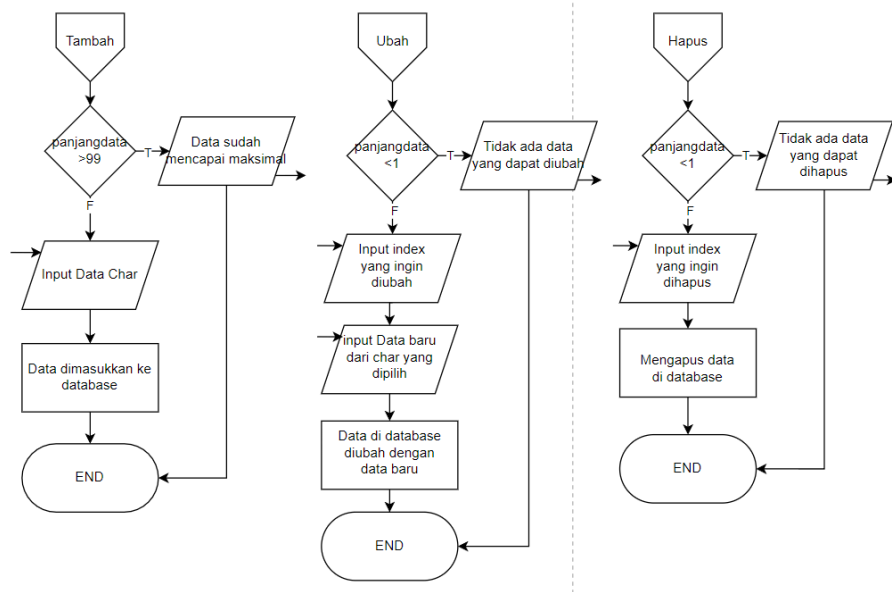 Tambah
panjangdata
>99
T
Data sudah
mencapai maksimal
F
Input Data Char
Data dimasukkan ke
database
END
Ubah
panjangdata
<1
T
Tidak ada data
yang dapat diubah
F
Input index
yang ingin
diubah
input Data baru
dari char yang
dipilih
Data di database
diubah dengan
data baru
END
Hapus
panjangdata
<1
T
Tidak ada data
yang dapat
dihapus
F
Input index
yang ingin
dihapus
Mengapus data
di database
END